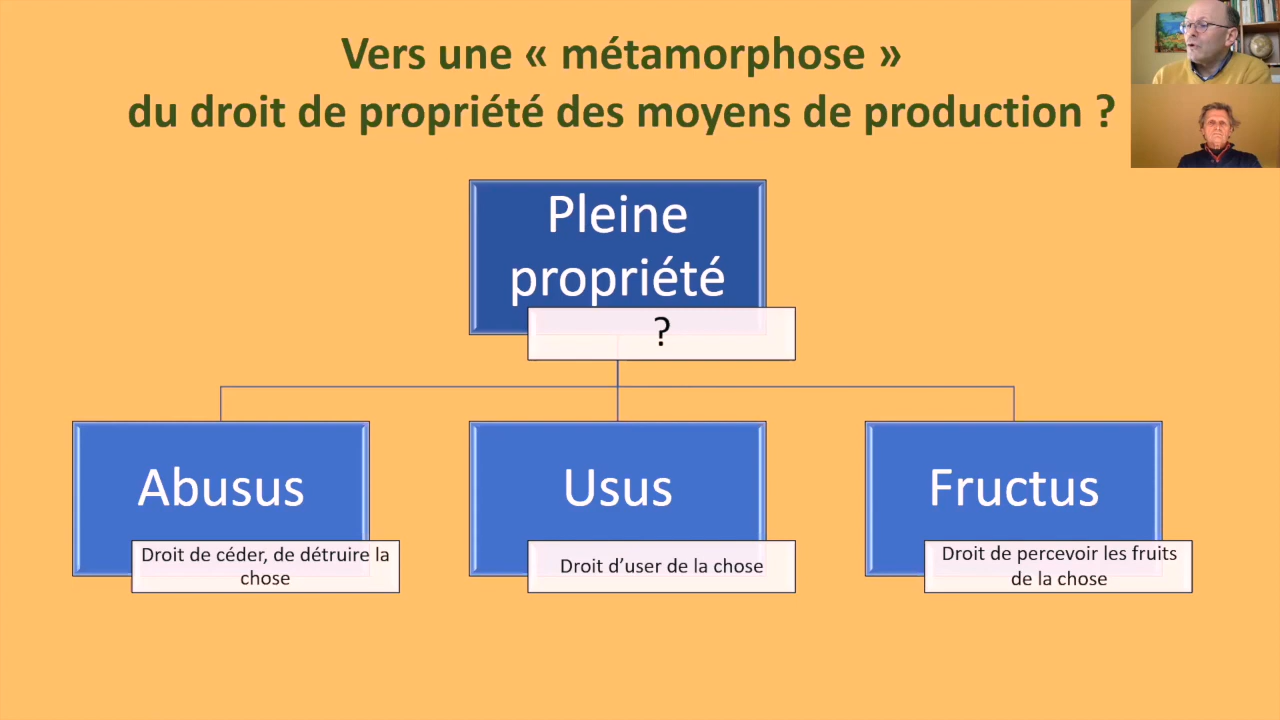 Vers une « métamorphose »
du droit de propriété des moyens de production ?
Pleine
propriété
?
Abusus
Droit de céder, de détruire la
chose
Usus
Droit d’user de la chose
Fructus
Droit de percevoir les fruits
de la chose